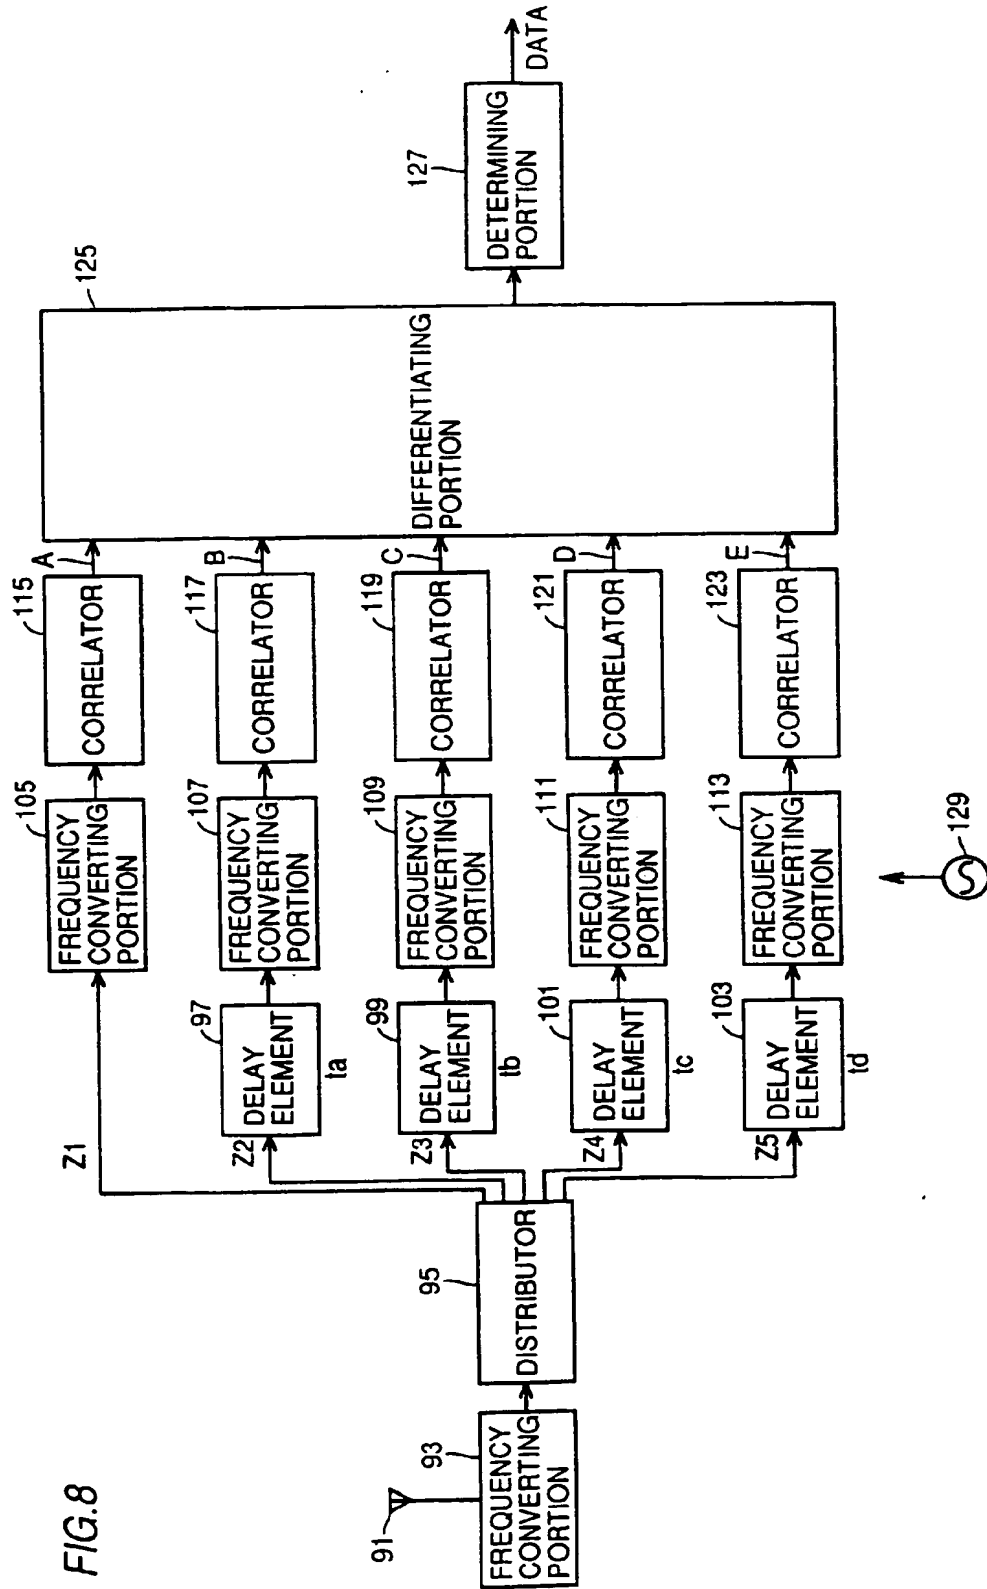 FIG.8
91
93
FREQUENCY
CONVERTING
PORTION
95
DISTRIBUTOR
Z1
Z2
Z3
Z4
Z5
97
DELAY
ELEMENT
ta
99
DELAY
ELEMENT
tb
101
DELAY
ELEMENT
tc
103
DELAY
ELEMENT
td
105
FREQUENCY
CONVERTING
PORTION
107
FREQUENCY
CONVERTING
PORTION
109
FREQUENCY
CONVERTING
PORTION
111
FREQUENCY
CONVERTING
PORTION
113
FREQUENCY
CONVERTING
PORTION
129
115
CORRELATOR
117
CORRELATOR
119
CORRELATOR
121
CORRELATOR
123
CORRELATOR
A
B
C
D
E
125
DIFFERENTIATING
PORTION
127
DETERMINING
PORTION
DATA